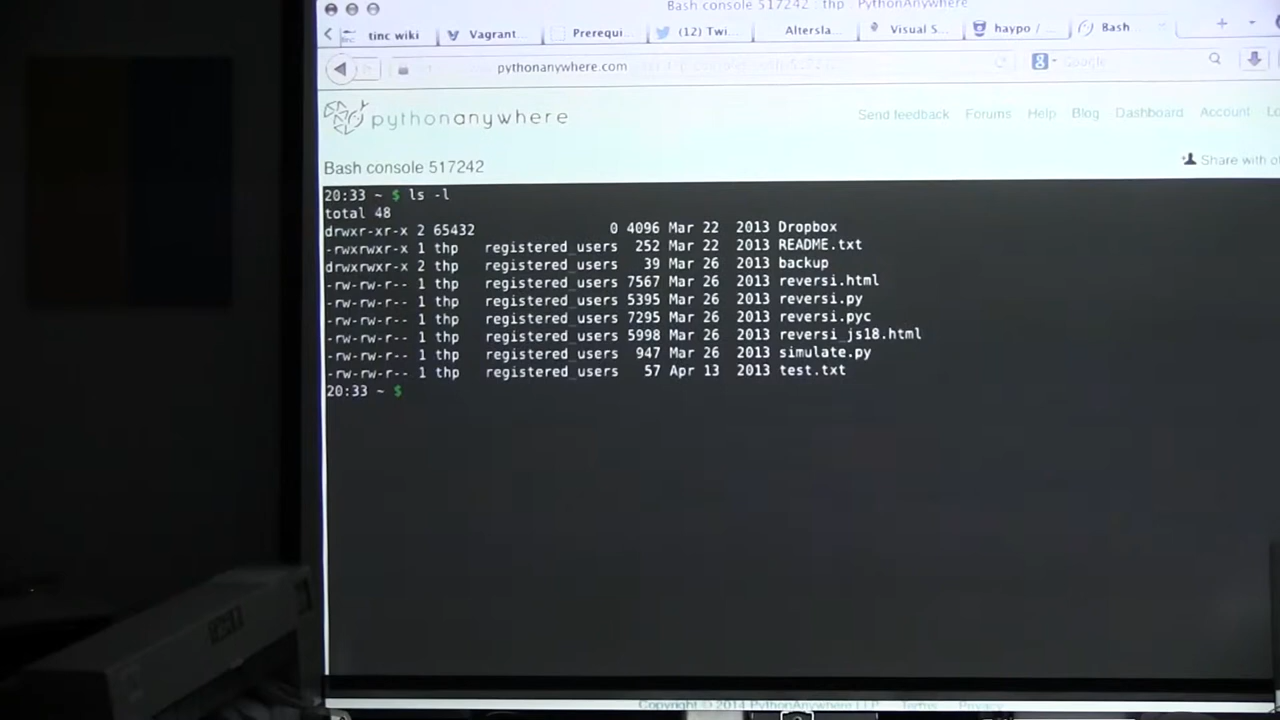 Bash console 517242 : thp PythonAnywhere
tinc wiki Vagrant... Prerequi... (12) Twi... Altersla... Visual S... haypo / ... Bash
pythonanywhere.com Google
pythonanywhere Send feedback Forums Help Blog Dashboard Account
Bash console 517242 Share with
20:33 ~ $ ls -l
total 48
drwxr-xr-x 2 65432 0 4096 Mar 22 2013 Dropbox
-rwxrwxr-x 1 thp registered_users 252 Mar 22 2013 README.txt
drwxrwxr-x 2 thp registered_users 39 Mar 26 2013 backup
-rw-rw-r-- 1 thp registered_users 7567 Mar 26 2013 reversi.html
-rw-rw-r-- 1 thp registered_users 5395 Mar 26 2013 reversi.py
-rw-rw-r-- 1 thp registered_users 7295 Mar 26 2013 reversi.pyc
-rw-rw-r-- 1 thp registered_users 5998 Mar 26 2013 reversi_js18.html
-rw-rw-r-- 1 thp registered_users 947 Mar 26 2013 simulate.py
-rw-rw-r-- 1 thp registered_users 57 Apr 13 2013 test.txt
20:33 ~ $
Copyright © 2014 PythonAnywhere LLP Terms Privacy